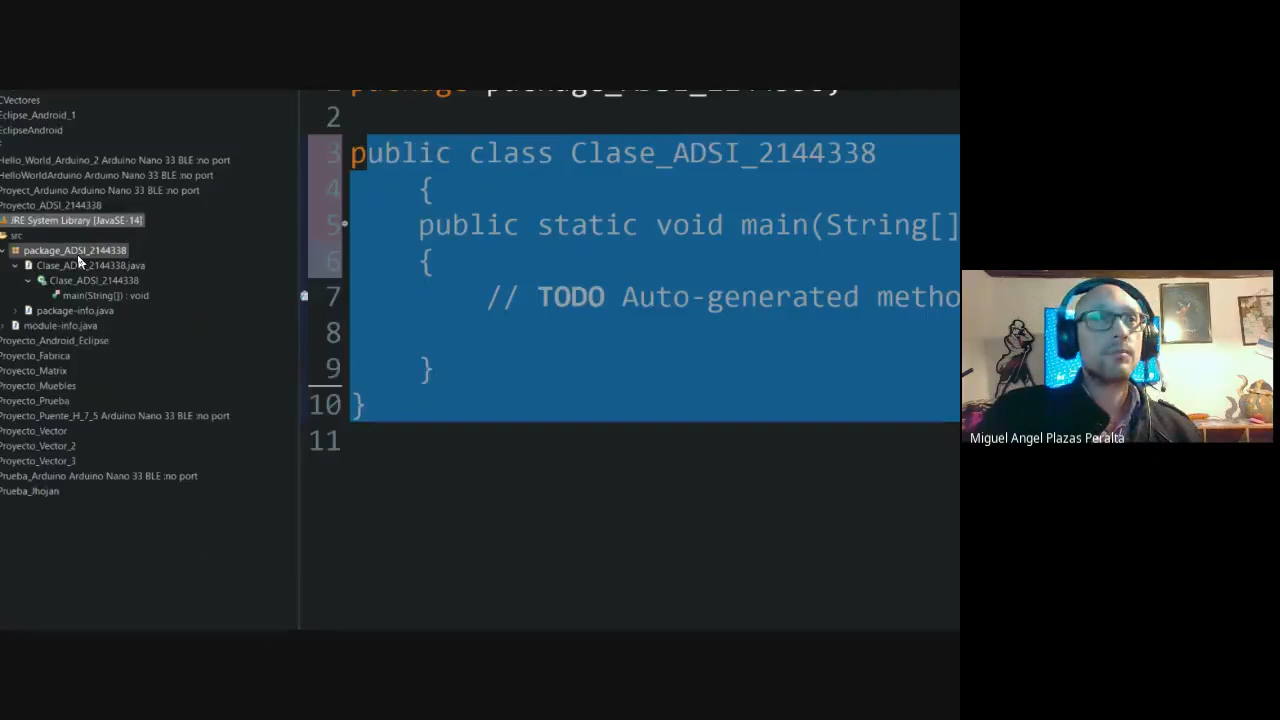 CVectores
Eclipse_Android_1
EclipseAndroid
Hello_World_Arduino_2 Arduino Nano 33 BLE :no port
HelloWorldArduino Arduino Nano 33 BLE :no port
Proyect_Arduino Arduino Nano 33 BLE :no port
Proyecto_ADSI_2144338
JRE System Library [JavaSE-14]
src
package_ADSI_2144338
Clase_ADSI_2144338.java
Clase_ADSI_2144338
main(String[]) : void
package-info.java
module-info.java
Proyecto_Android_Eclipse
Proyecto_Fabrica
Proyecto_Matrix
Proyecto_Muebles
Proyecto_Prueba
Proyecto_Puente_H_7_5 Arduino Nano 33 BLE :no port
Proyecto_Vector
Proyecto_Vector_2
Proyecto_Vector_3
Prueba_Arduino Arduino Nano 33 BLE :no port
Prueba_Jhojan
2
3 public class Clase_ADSI_2144338
4 {
5 public static void main(String[]
6 {
7 // TODO Auto-generated metho
8
9 }
10 }
11
Miguel Angel Plazas Peralta